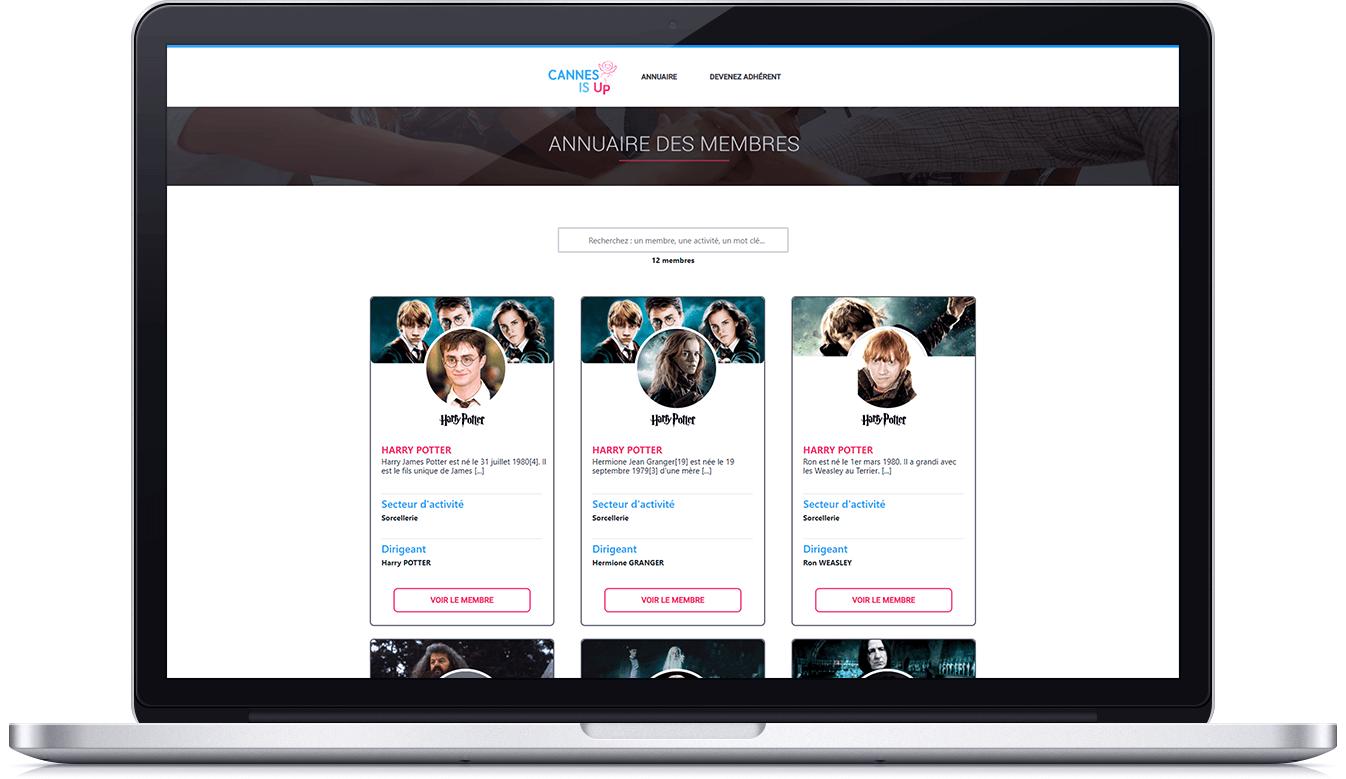 CANNES
IS Up
ANNUAIRE
DEVENEZ ADHÉRENT
ANNUAIRE DES MEMBRES
Recherchez : un membre, une activité, un mot clé...
12 membres
Harry Potter
HARRY POTTER
Harry James Potter est né le 31 juillet 1980[4]. Il
est le fils unique de James [...]
Secteur d'activité
Sorcellerie
Dirigeant
Harry POTTER
VOIR LE MEMBRE
Harry Potter
HARRY POTTER
Hermione Jean Granger[19] est née le 19
septembre 1979[3] d'une mère [...]
Secteur d'activité
Sorcellerie
Dirigeant
Hermione GRANGER
VOIR LE MEMBRE
Harry Potter
HARRY POTTER
Ron est né le 1er mars 1980. Il a grandi avec
les Weasley au Terrier. [...]
Secteur d'activité
Sorcellerie
Dirigeant
Ron WEASLEY
VOIR LE MEMBRE